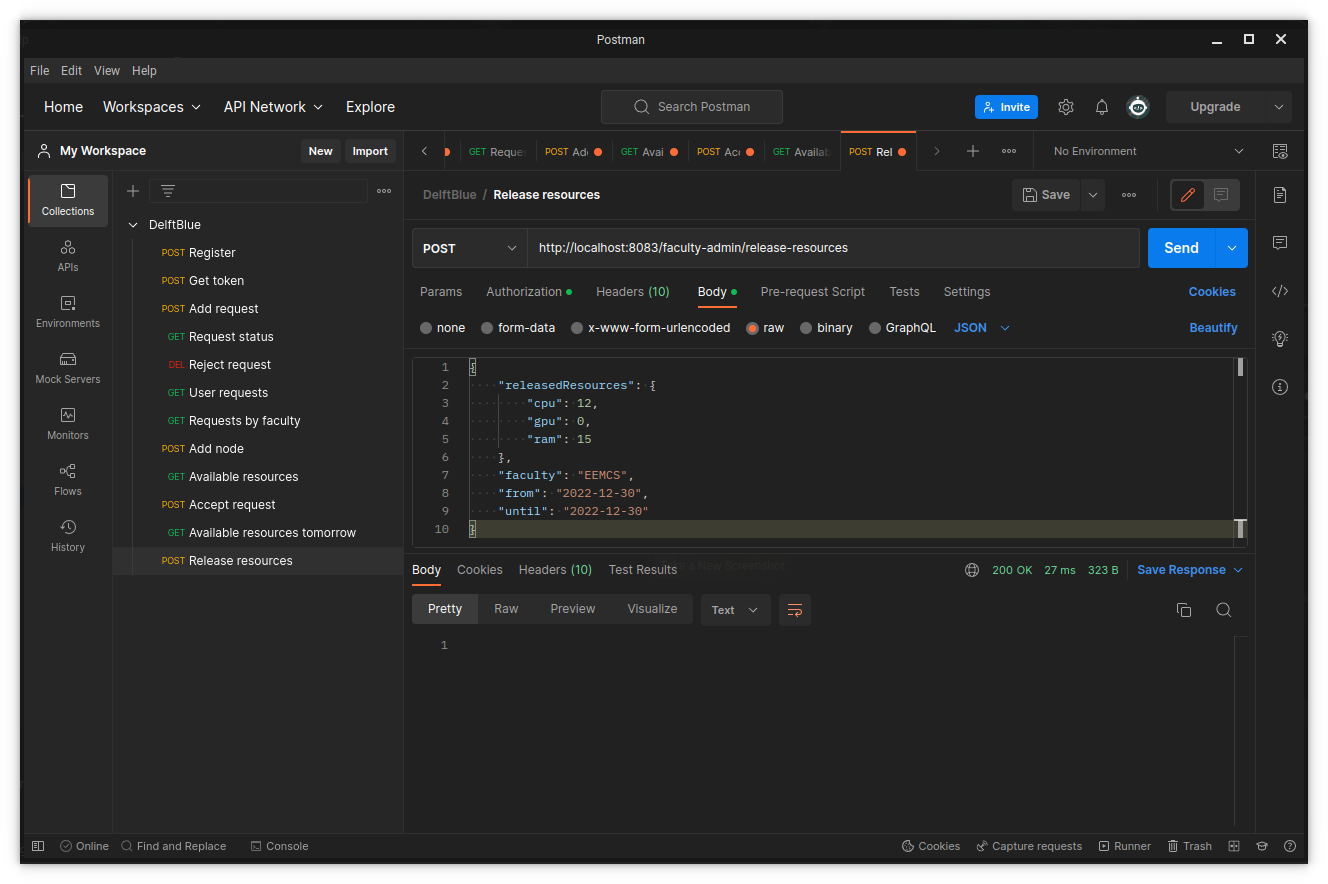 Postman
File Edit View Help
Home Workspaces API Network Explore Search Postman Invite Upgrade
My Workspace New Import
GET Reque POST Ad GET Avai POST Acc GET Availab POST Rel No Environment
Collections
APIs
Environments
Mock Servers
Monitors
Flows
History
DelftBlue
POST Register
POST Get token
POST Add request
GET Request status
DEL Reject request
GET User requests
GET Requests by faculty
POST Add node
GET Available resources
POST Accept request
GET Available resources tomorrow
POST Release resources
DelftBlue / Release resources Save
POST http://localhost:8083/faculty-admin/release-resources Send
Params Authorization Headers (10) Body Pre-request Script Tests Settings Cookies
none form-data x-www-form-urlencoded raw binary GraphQL JSON Beautify
1 {
2 "releasedResources": {
3 "cpu": 12,
4 "gpu": 0,
5 "ram": 15
6 },
7 "faculty": "EEMCS",
8 "from": "2022-12-30",
9 "until": "2022-12-30"
10 }
Body Cookies Headers (10) Test Results 200 OK 27 ms 323 B Save Response
Pretty Raw Preview Visualize Text
1
Online Find and Replace Console Cookies Capture requests Runner Trash